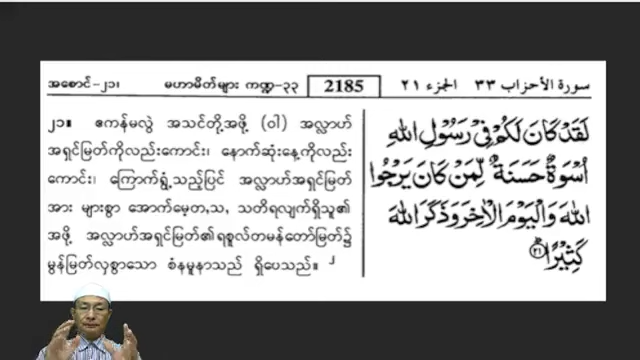 အစောင်-၂၁၊ မဟာမိတ်များ ကဏ္ဍ-၃၃ 2185 سورة الأحزاب ٣٣ الجزء ٢١
၂၁။ ဧကန်မလွဲ အသင်တို့အဖို့ (ဝါ) အလ္လာဟ်
အရှင်မြတ်ကိုလည်းကောင်း၊ နောက်ဆုံးနေ့ကိုလည်း
ကောင်း၊ ကြောက်ရွံ့သည့်ပြင် အလ္လာဟ်အရှင်မြတ်
အား များစွာ အောက်မေ့တ,သ, သတိရလျက်ရှိသူ၏
အဖို့ အလ္လာဟ်အရှင်မြတ်၏ရစူလ်တမန်တော်မြတ်၌
မွန်မြတ်လှစွာသော စံနမူနာသည် ရှိပေသည်။ ၂
لَقَدْ كَانَ لَكُمْ فِيْ رَسُوْلِ اللّٰهِ
اُسْوَةٌ حَسَنَةٌ لِّمَنْ كَانَ يَرْجُوا
اللّٰهَ وَالْيَوْمَ الْاٰخِرَ وَذَكَرَ اللّٰهَ
كَثِيْرًا ۝٢١